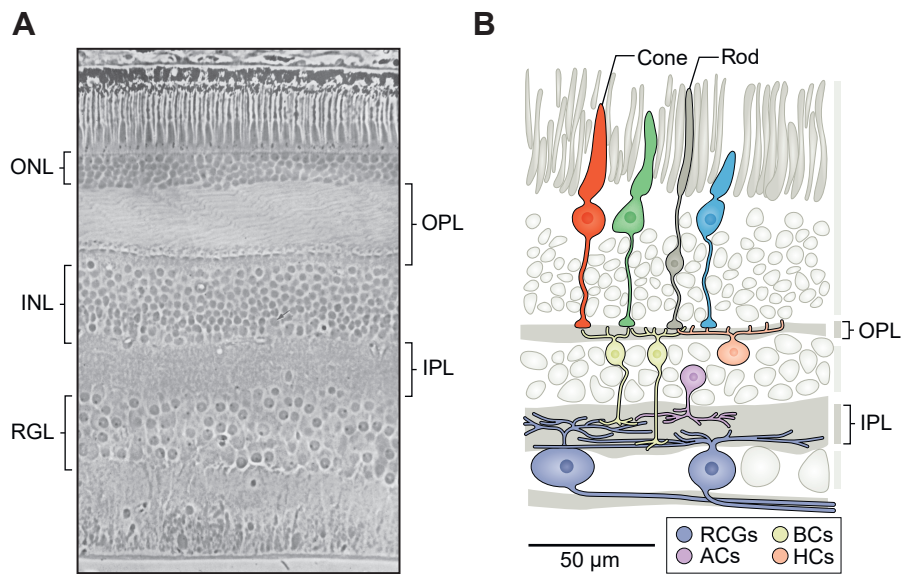 A
ONL
OPL
INL
IPL
RGL
B
Cone
Rod
OPL
IPL
50 μm
RCGs
BCs
ACs
HCs